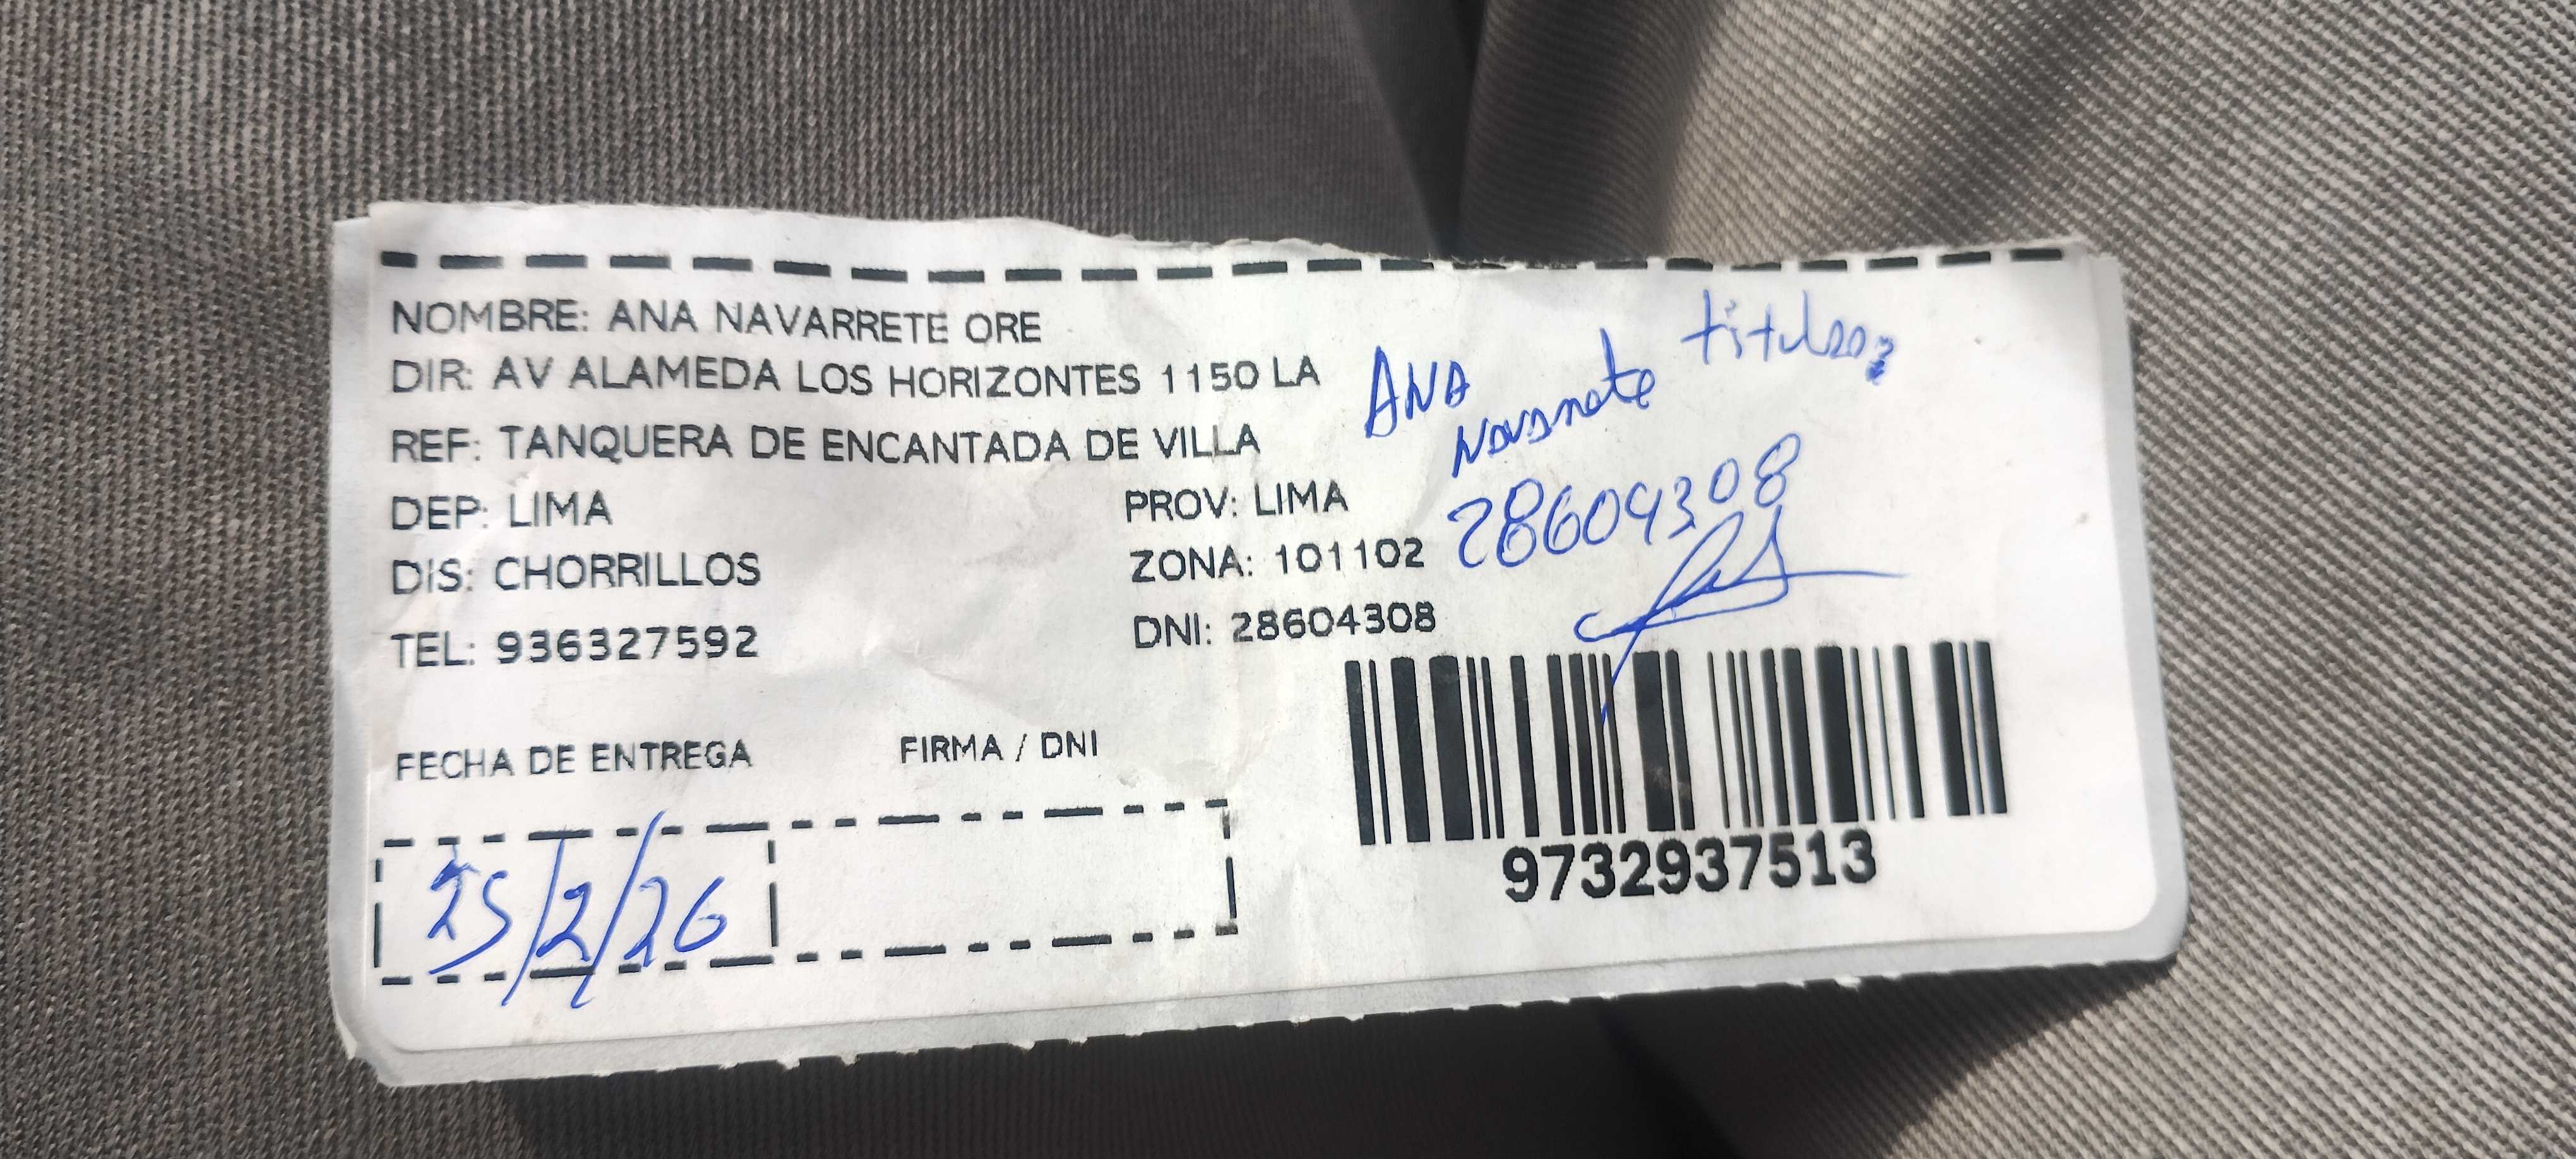 NOMBRE: ANA NAVARRETE ORE
DIR: AV ALAMEDA LOS HORIZONTES 1150 LA
REF: TANQUERA DE ENCANTADA DE VILLA
DEP: LIMA PROV: LIMA
DIS: CHORRILLOS ZONA: 101102
TEL: 936327592 DNI: 28604308
ANA
Navarrete
28604308
FECHA DE ENTREGA FIRMA / DNI
25/2/26
9732937513